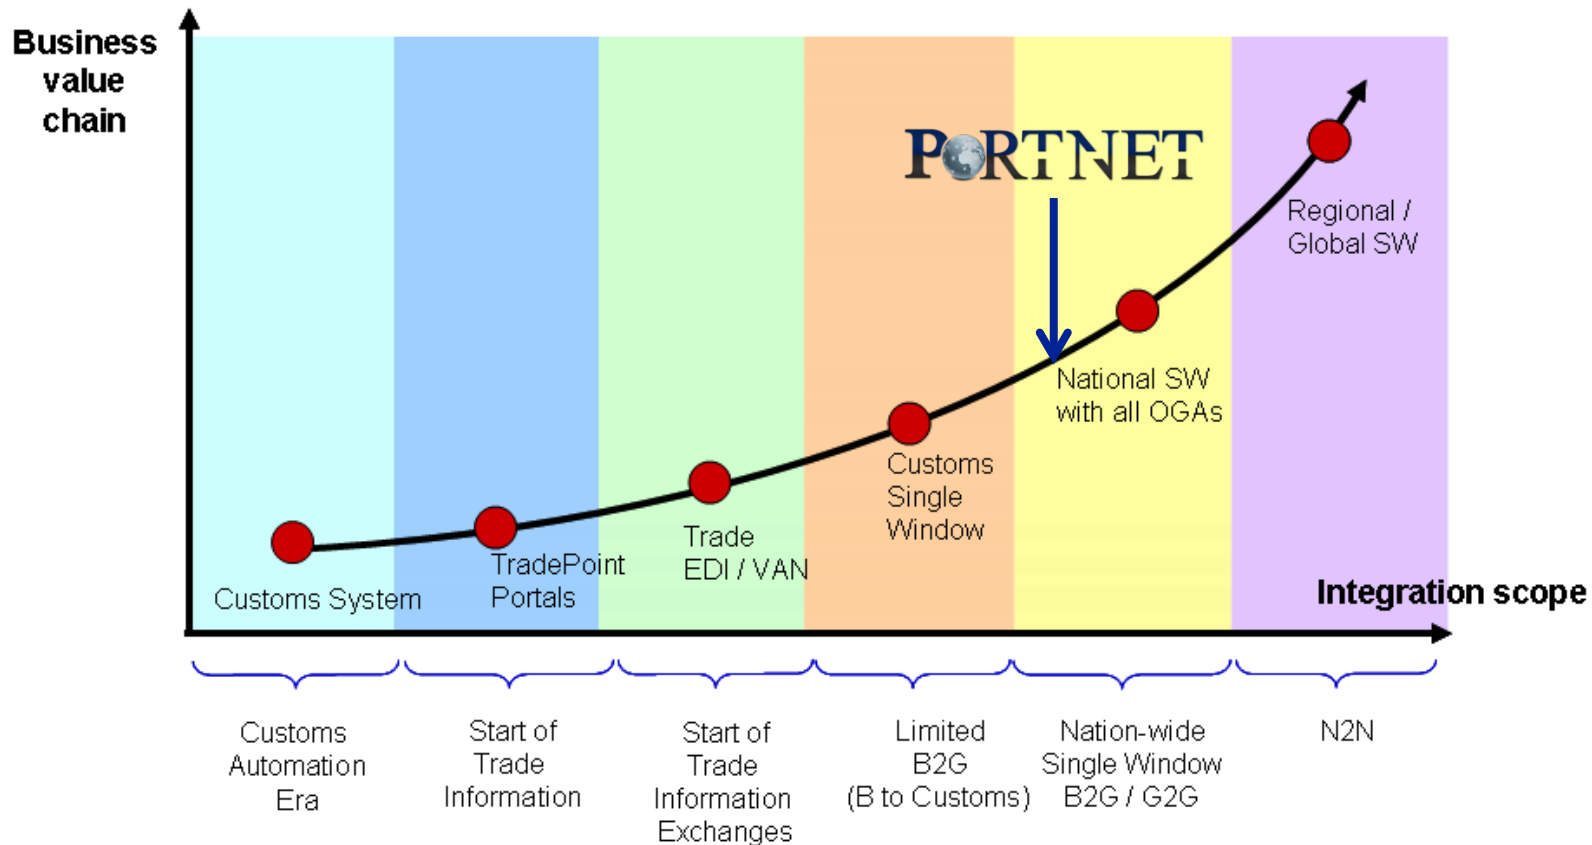 Business
value
chain
PORTNET
Regional /
Global SW
National SW
with all OGAs
Customs
Single
Window
Trade
EDI / VAN
TradePoint
Portals
Customs System
Integration scope
Customs
Automation
Era
Start of
Trade
Information
Start of
Trade
Information
Exchanges
Limited
B2G
(B to Customs)
Nation-wide
Single Window
B2G / G2G
N2N